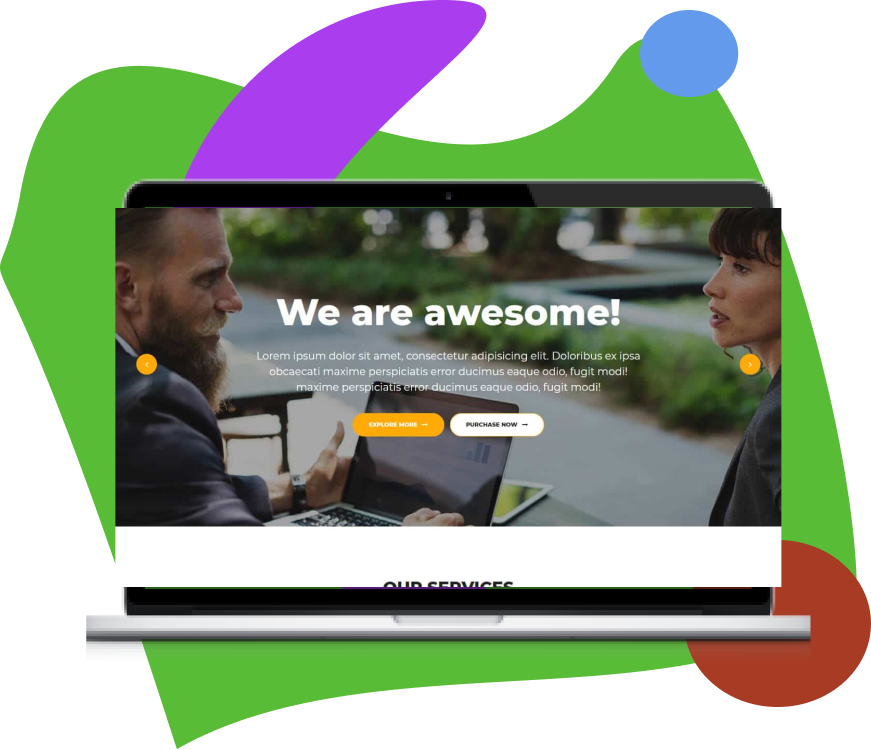 We are awesome!
Lorem ipsum dolor sit amet, consectetur adipisicing elit. Doloribus ex ipsa
obcaecati maxime perspiciatis error ducimus eaque odio, fugit modi!
maxime perspiciatis error ducimus eaque odio, fugit modi!
EXPLORE MORE → PURCHASE NOW →
OUR SERVICES